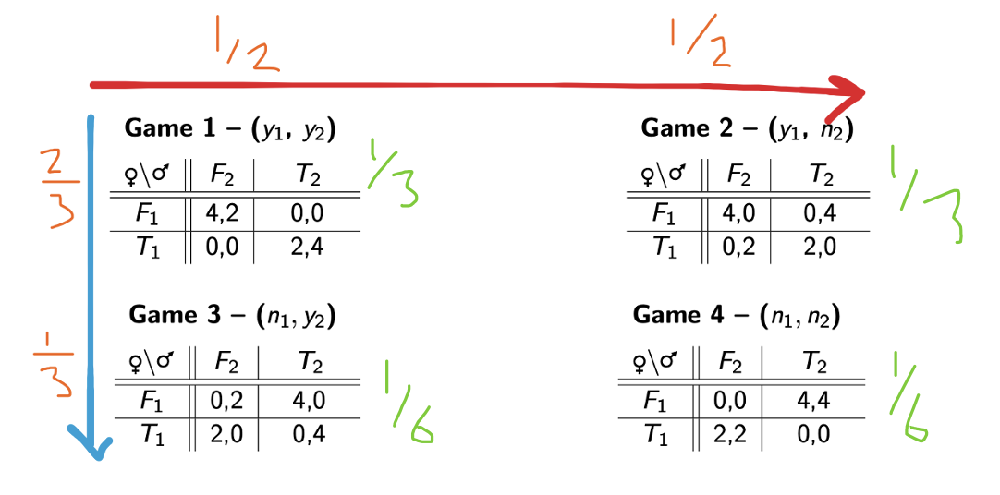 1/2 1/2
Game 1 – (y₁, y₂) Game 2 – (y₁, n₂)
2/3 1/3 1/3
♀\♂ F₂ T₂ ♀\♂ F₂ T₂
F₁ 4,2 0,0 F₁ 4,0 0,4
T₁ 0,0 2,4 T₁ 0,2 2,0
Game 3 – (n₁, y₂) Game 4 – (n₁, n₂)
1/3 1/6 1/6
♀\♂ F₂ T₂ ♀\♂ F₂ T₂
F₁ 0,2 4,0 F₁ 0,0 4,4
T₁ 2,0 0,4 T₁ 2,2 0,0